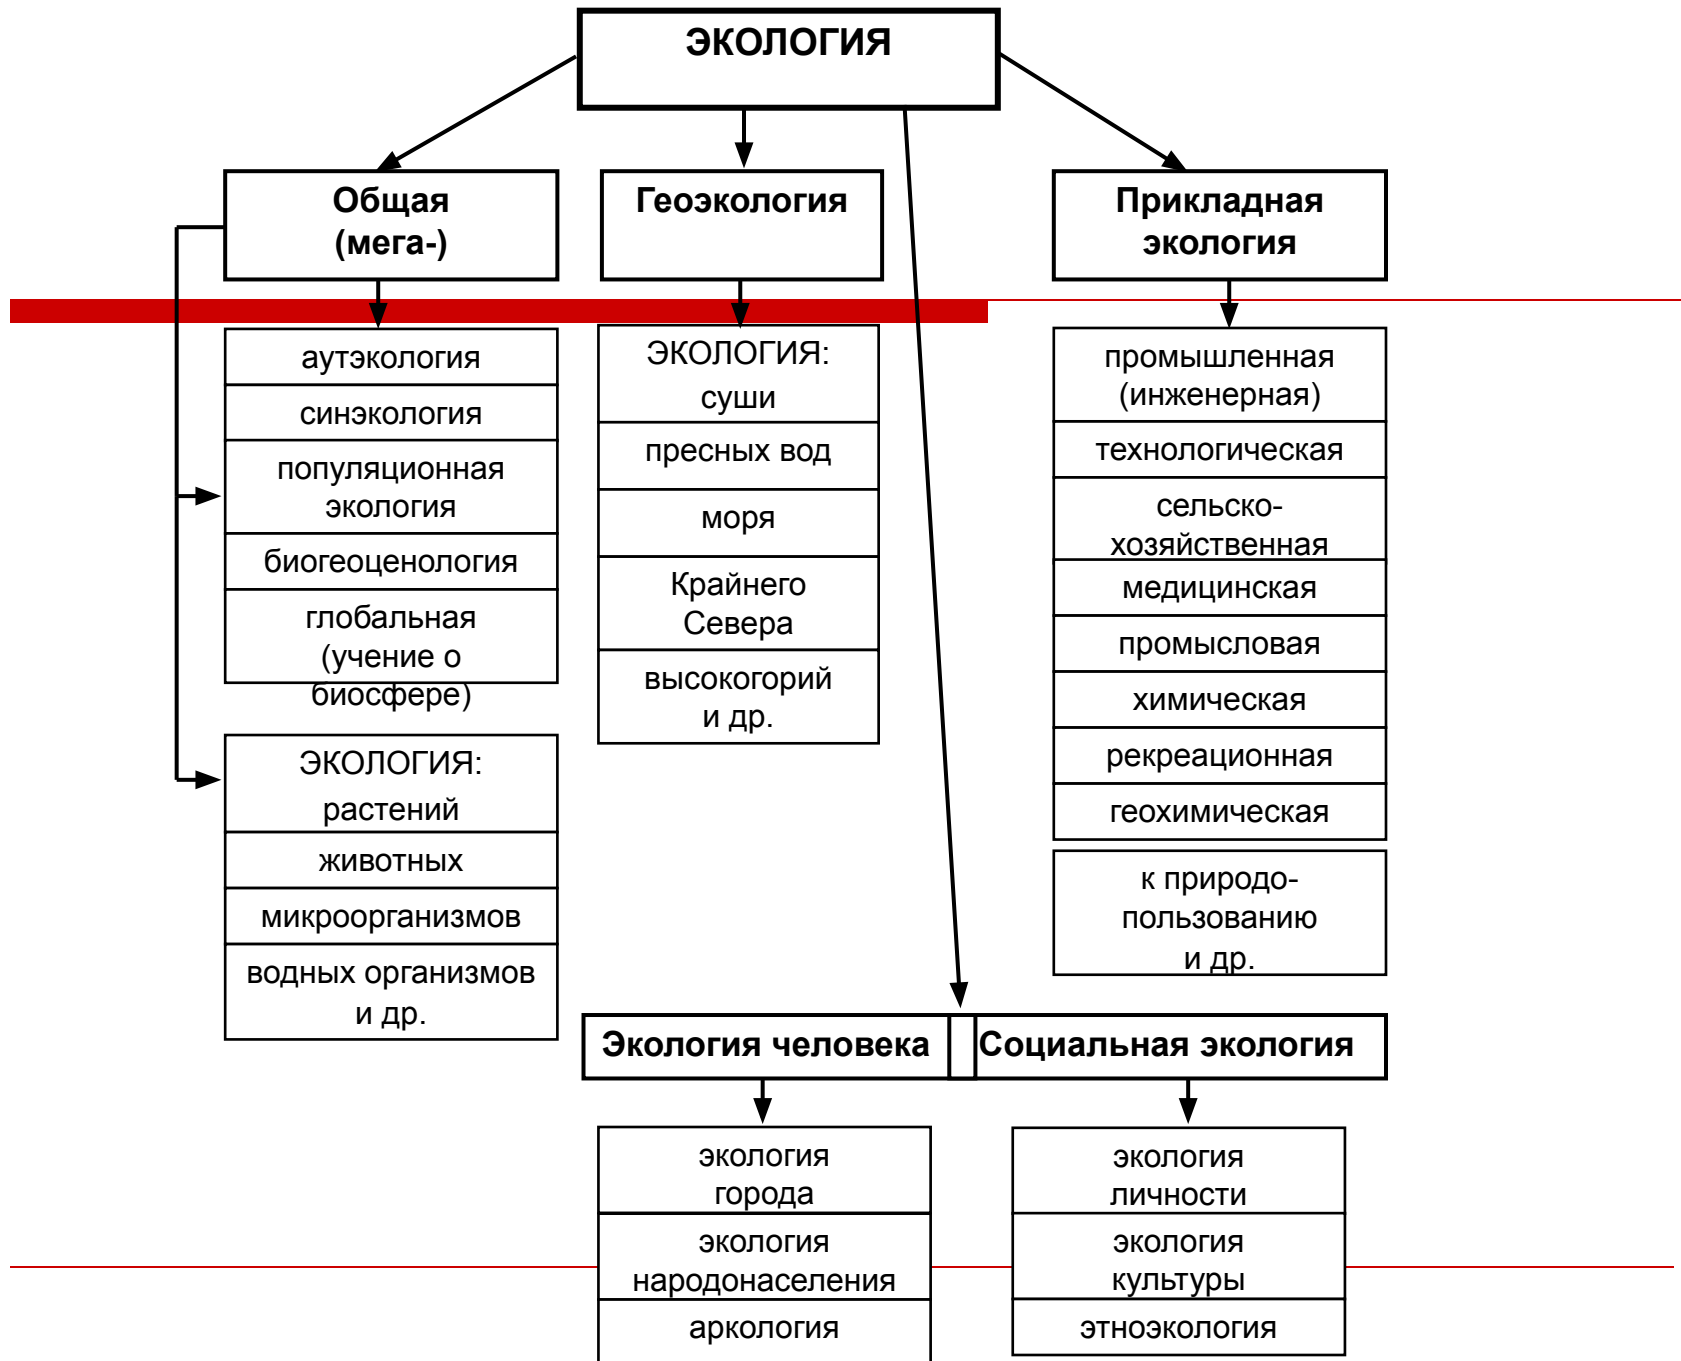 ЭКОЛОГИЯ
Общая
(мега-)
Геоэкология
Прикладная
экология
аутэкология
синэкология
популяционная
экология
биогеоценология
глобальная
(учение о
биосфере)
ЭКОЛОГИЯ:
растений
животных
микроорганизмов
водных организмов
и др.
ЭКОЛОГИЯ:
суши
пресных вод
моря
Крайнего
Севера
высокогорий
и др.
промышленная
(инженерная)
технологическая
сельско-
хозяйственная
медицинская
промысловая
химическая
рекреационная
геохимическая
к природо-
пользованию
и др.
Экология человека
Социальная экология
экология
города
экология
народонаселения
аркология
экология
личности
экология
культуры
этноэкология